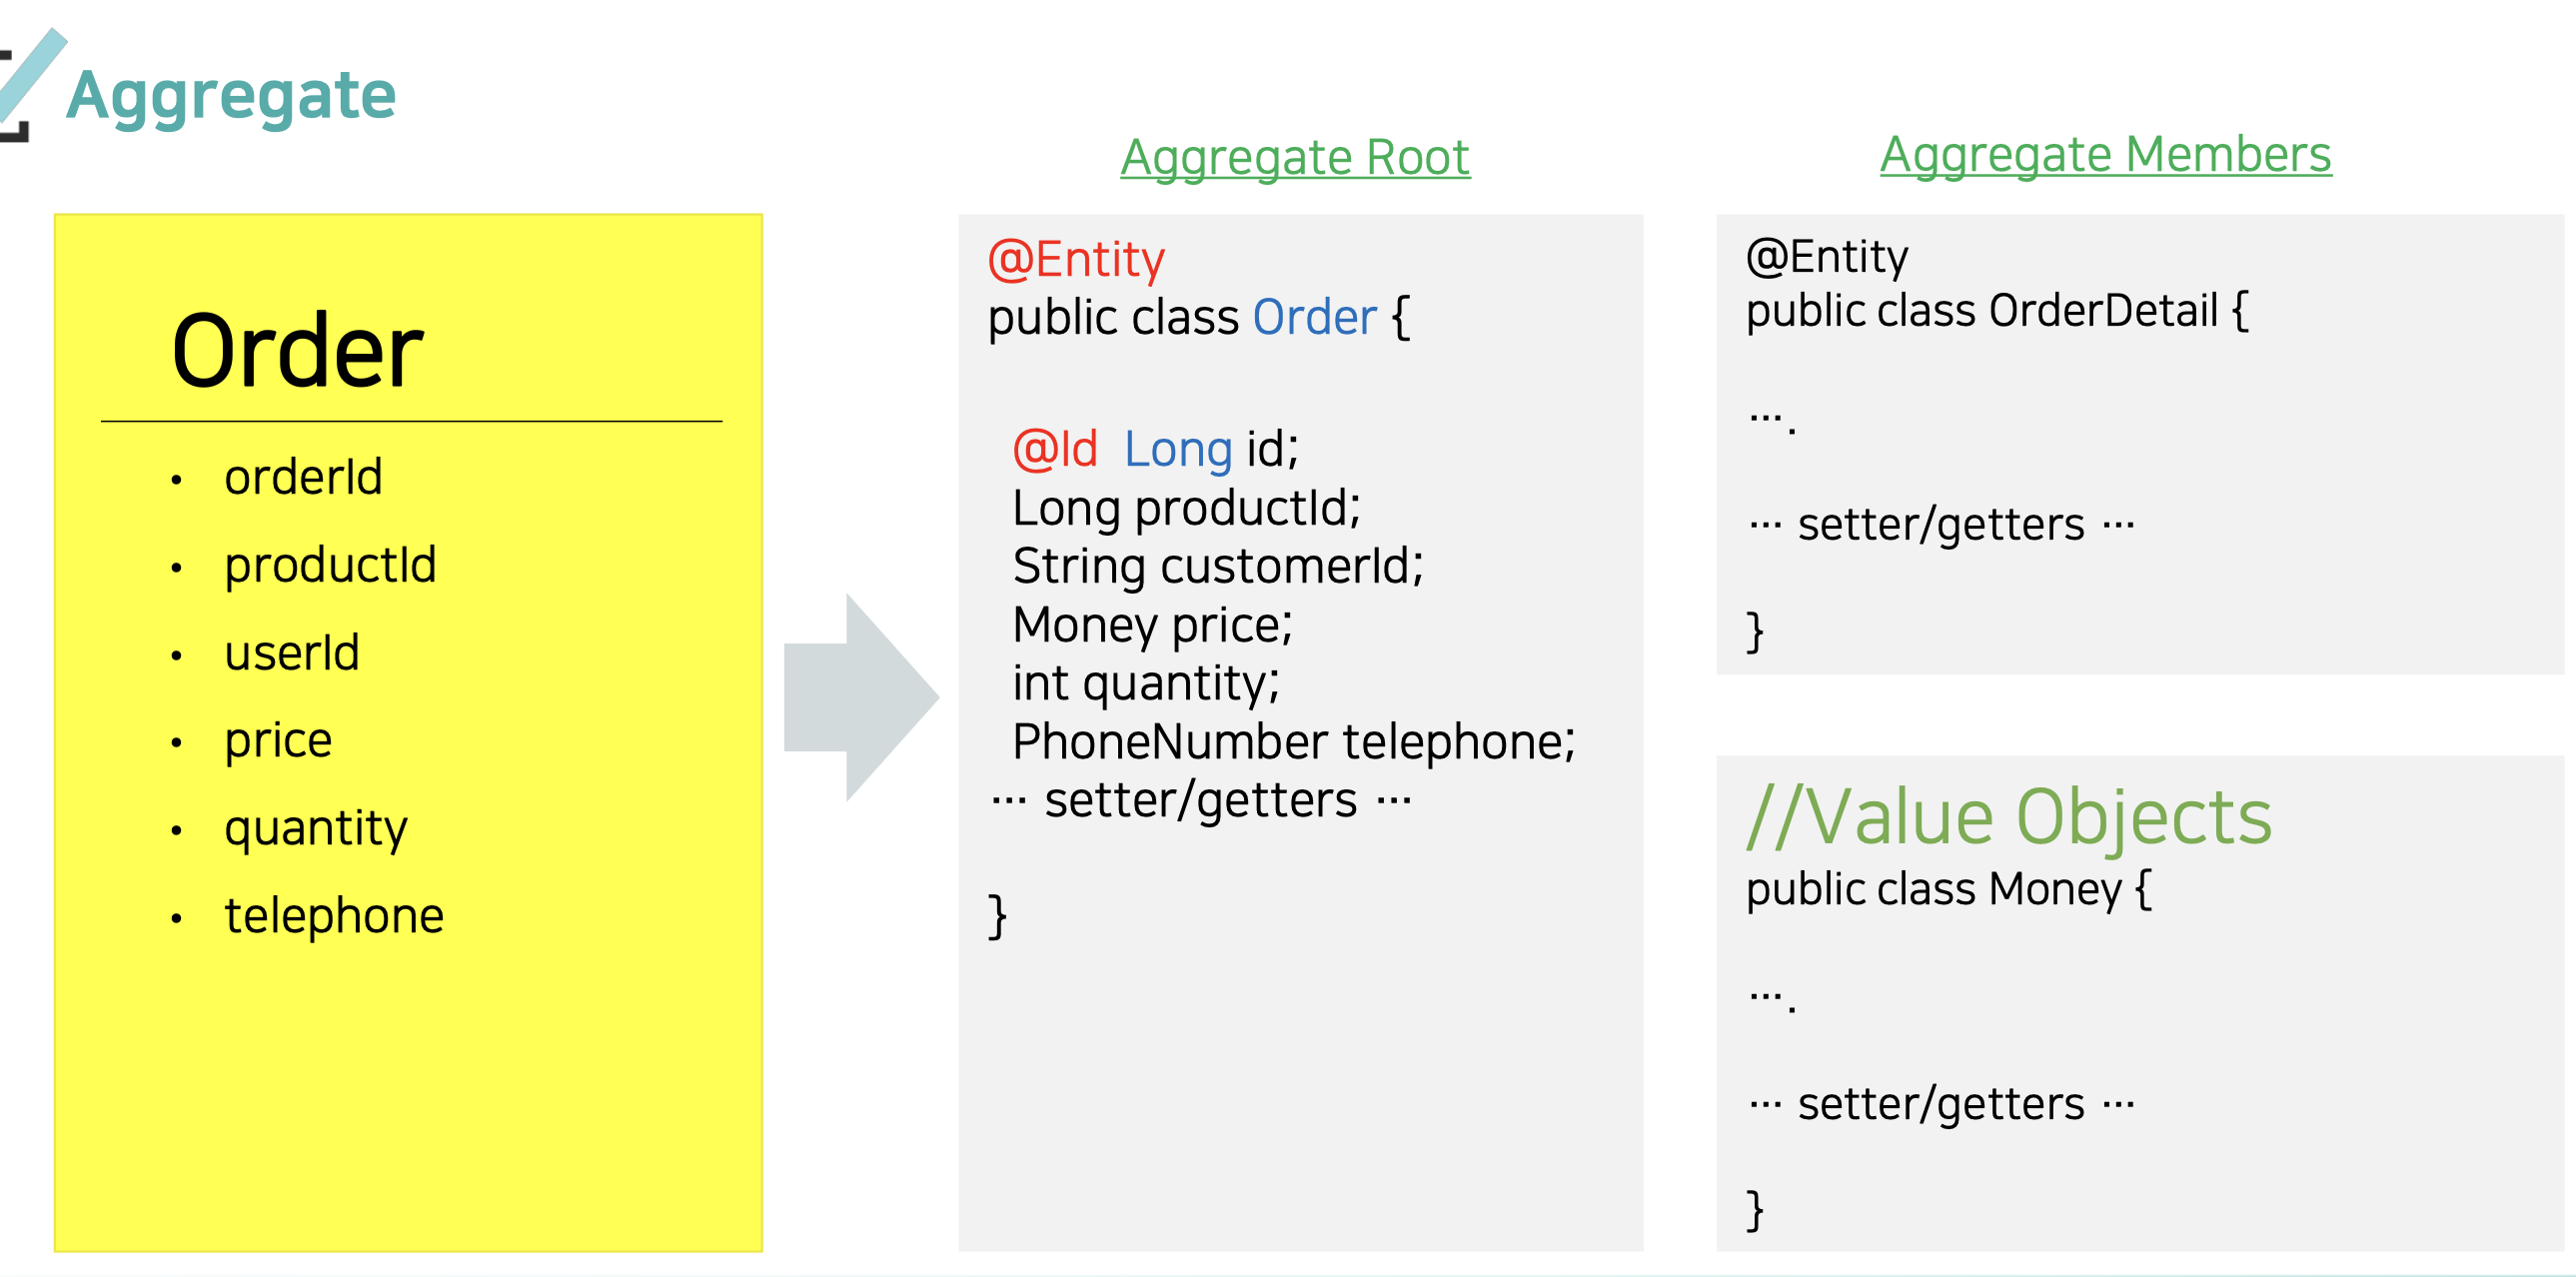 Aggregate
Order
• orderId
• productId
• userId
• price
• quantity
• telephone
Aggregate Root
@Entity
public class Order {
@Id Long id;
Long productId;
String customerId;
Money price;
int quantity;
PhoneNumber telephone;
… setter/getters …
}
Aggregate Members
@Entity
public class OrderDetail {
….
… setter/getters …
}
//Value Objects
public class Money {
….
… setter/getters …
}